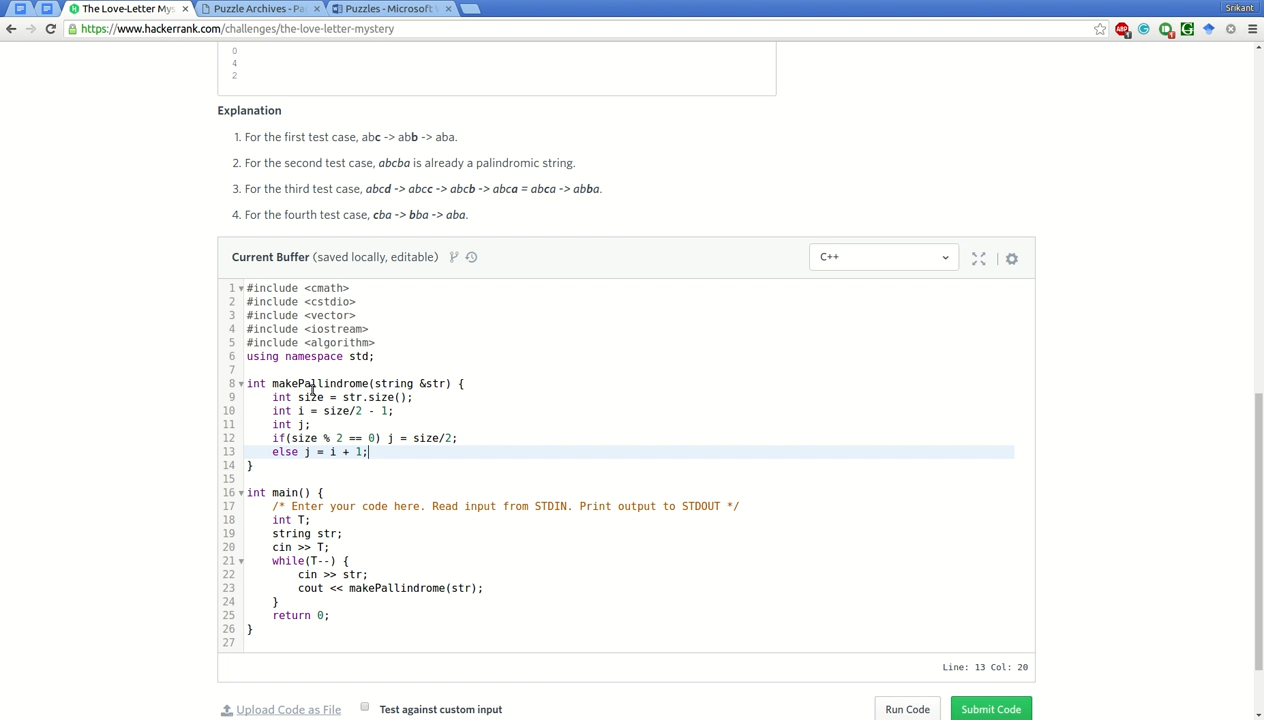 The Love-Letter Mys
Puzzle Archives - Pa
Puzzles - Microsoft
Srikant
https://www.hackerrank.com/challenges/the-love-letter-mystery
0
4
2
Explanation
1. For the first test case, abc -> abb -> aba.
2. For the second test case, abcba is already a palindromic string.
3. For the third test case, abcd -> abcc -> abcb -> abca = abca -> abba.
4. For the fourth test case, cba -> bba -> aba.
Current Buffer (saved locally, editable)
C++
1 #include <cmath>
2 #include <cstdio>
3 #include <vector>
4 #include <iostream>
5 #include <algorithm>
6 using namespace std;
7
8 int makePallindrome(string &str) {
9 int size = str.size();
10 int i = size/2 - 1;
11 int j;
12 if(size % 2 == 0) j = size/2;
13 else j = i + 1;
14 }
15
16 int main() {
17 /* Enter your code here. Read input from STDIN. Print output to STDOUT */
18 int T;
19 string str;
20 cin >> T;
21 while(T--) {
22 cin >> str;
23 cout << makePallindrome(str);
24 }
25 return 0;
26 }
27
Line: 13 Col: 20
Upload Code as File
Test against custom input
Run Code
Submit Code